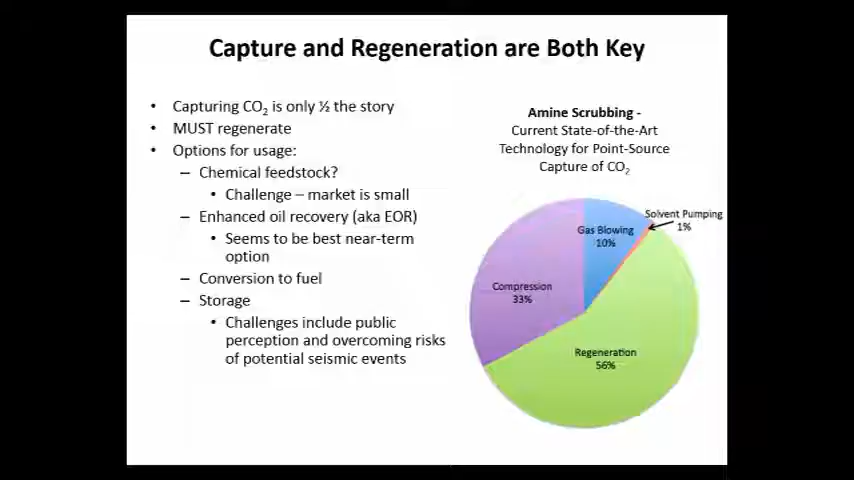 Capture and Regeneration are Both Key
• Capturing CO₂ is only ½ the story
• MUST regenerate
• Options for usage:
– Chemical feedstock?
• Challenge – market is small
– Enhanced oil recovery (aka EOR)
• Seems to be best near-term
option
– Conversion to fuel
– Storage
• Challenges include public
perception and overcoming risks
of potential seismic events
Amine Scrubbing -
Current State-of-the-Art
Technology for Point-Source
Capture of CO₂
Solvent Pumping
1%
Gas Blowing
10%
Compression
33%
Regeneration
56%